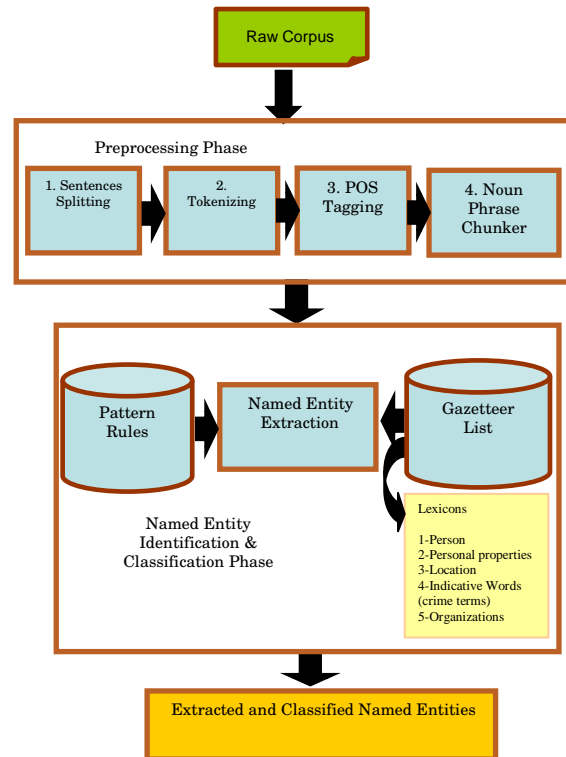 Raw Corpus
Preprocessing Phase
1. Sentences
Splitting
2.
Tokenizing
3. POS
Tagging
4. Noun
Phrase
Chunker
Pattern
Rules
Named Entity
Extraction
Gazetteer
List
Named Entity
Identification &
Classification Phase
Lexicons
1-Person
2-Personal properties
3-Location
4-Indicative Words
(crime terms)
5-Organizations
Extracted and Classified Named Entities